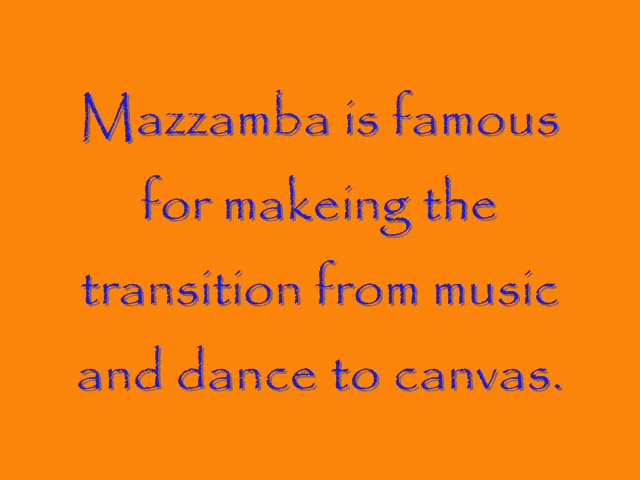 Mazzamba is famous
for makeing the
transition from music
and dance to canvas.